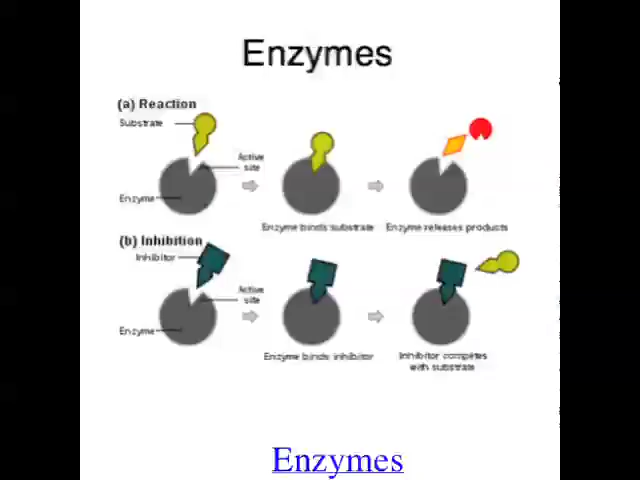 Enzymes
(a) Reaction
Substrate
Active
site
Enzyme
Enzyme binds substrate
Enzyme releases products
(b) Inhibition
Inhibitor
Active
site
Enzyme
Enzyme binds inhibitor
Inhibitor competes
with substrate
Enzymes